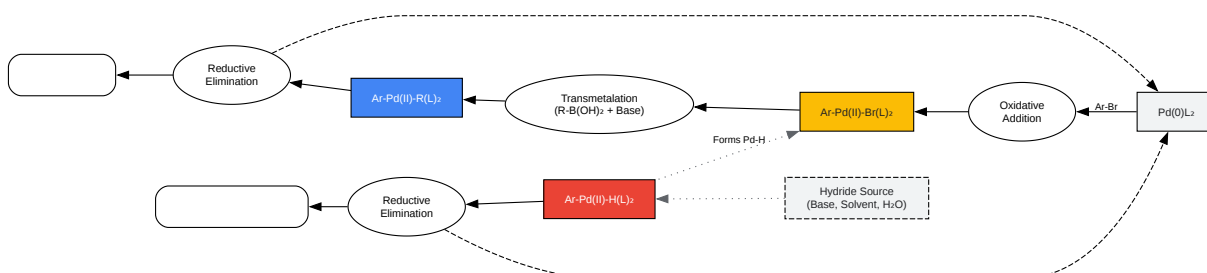 Reductive
Elimination
Ar-Pd(II)-R(L)₂
Transmetalation
(R-B(OH)₂ + Base)
Ar-Pd(II)-Br(L)₂
Oxidative
Addition
Ar-Br
Pd(0)L₂
Forms Pd-H
Reductive
Elimination
Ar-Pd(II)-H(L)₂
Hydride Source
(Base, Solvent, H₂O)